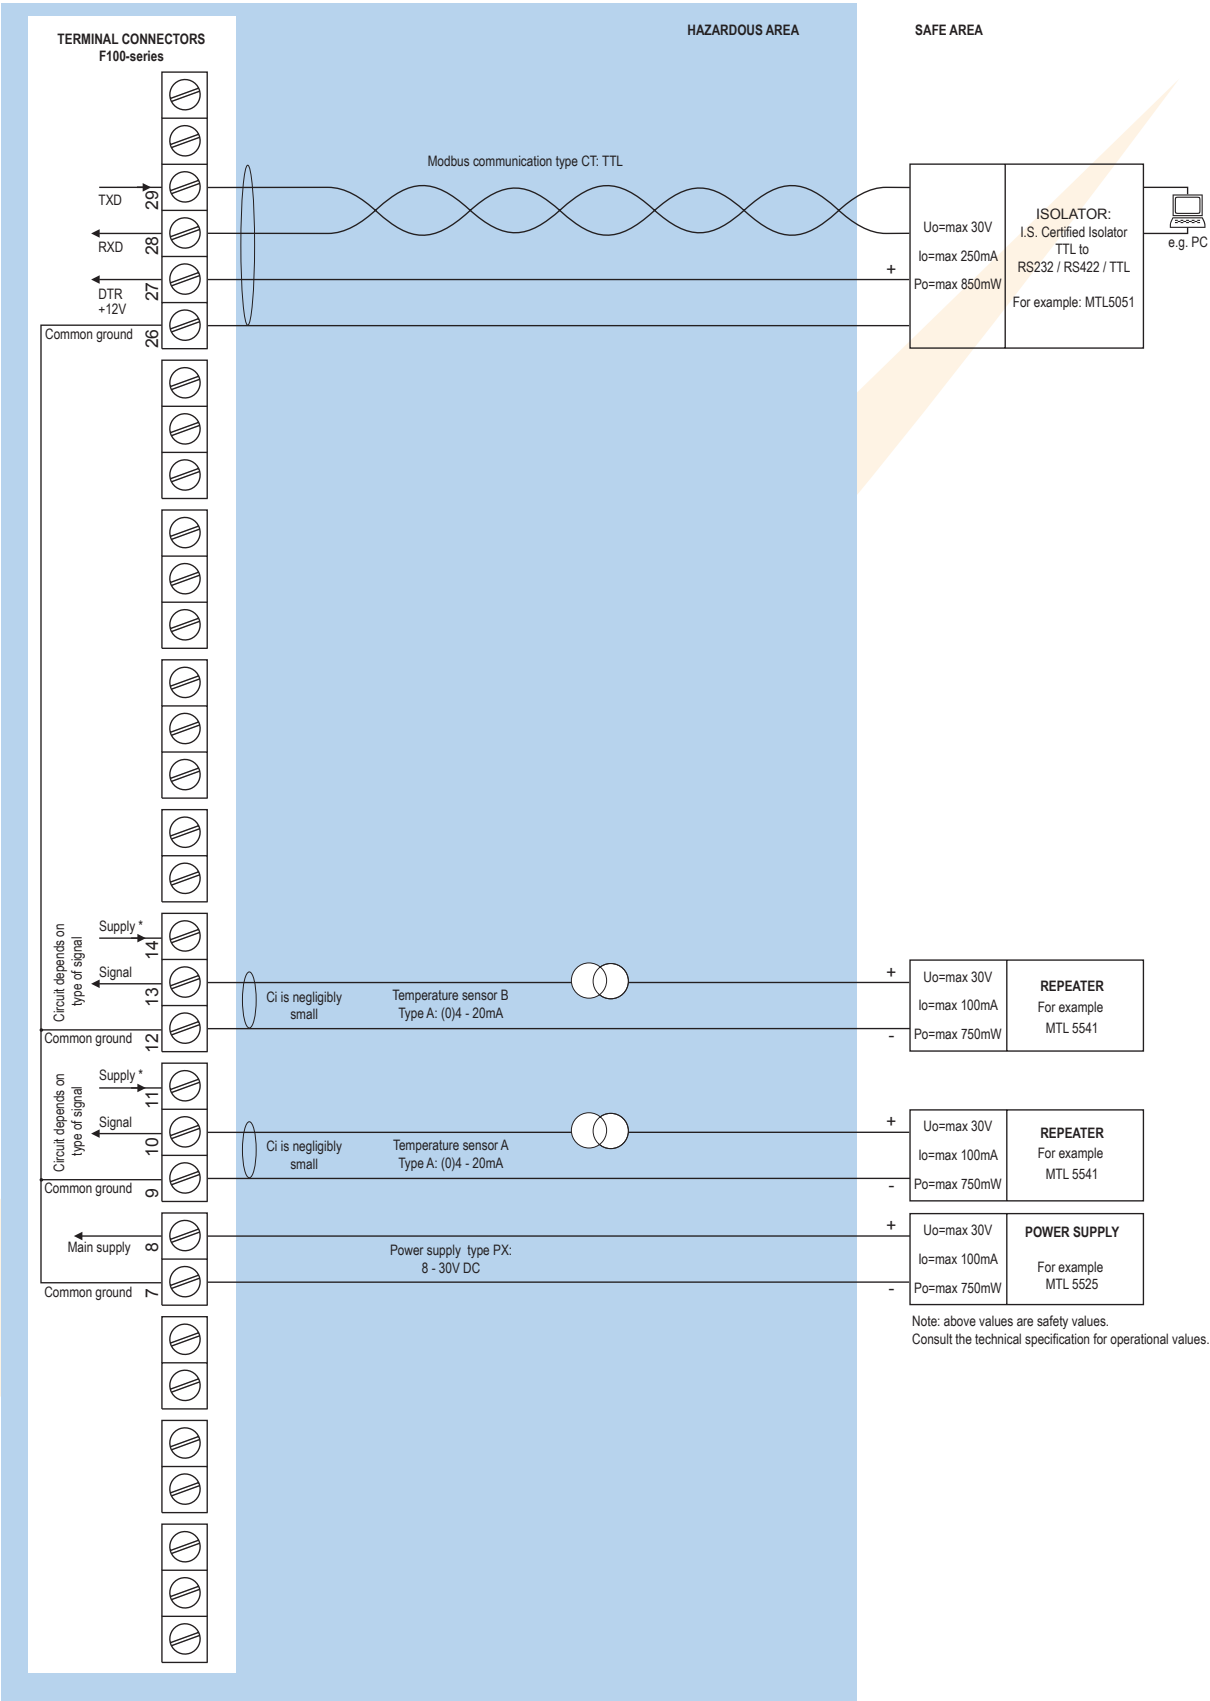 HAZARDOUS AREA
SAFE AREA
TERMINAL CONNECTORS
F100-series
Modbus communication type CT: TTL
TXD
29
RXD
28
DTR
+12V
27
Common ground
26
+
Uo=max 30V
Io=max 250mA
Po=max 850mW
ISOLATOR:
I.S. Certified Isolator
TTL to
RS232 / RS422 / TTL
For example: MTL5051
e.g. PC
Circuit depends on
type of signal
Supply *
14
Signal
13
Common ground
12
Ci is negligibly
small
Temperature sensor B
Type A: (0)4 - 20mA
+
-
Uo=max 30V
Io=max 100mA
Po=max 750mW
REPEATER
For example
MTL 5541
Circuit depends on
type of signal
Supply *
11
Signal
10
Common ground
9
Ci is negligibly
small
Temperature sensor A
Type A: (0)4 - 20mA
+
-
Uo=max 30V
Io=max 100mA
Po=max 750mW
REPEATER
For example
MTL 5541
Main supply
8
Common ground
7
Power supply type PX:
8 - 30V DC
+
-
Uo=max 30V
Io=max 100mA
Po=max 750mW
POWER SUPPLY
For example
MTL 5525
Note: above values are safety values.
Consult the technical specification for operational values.